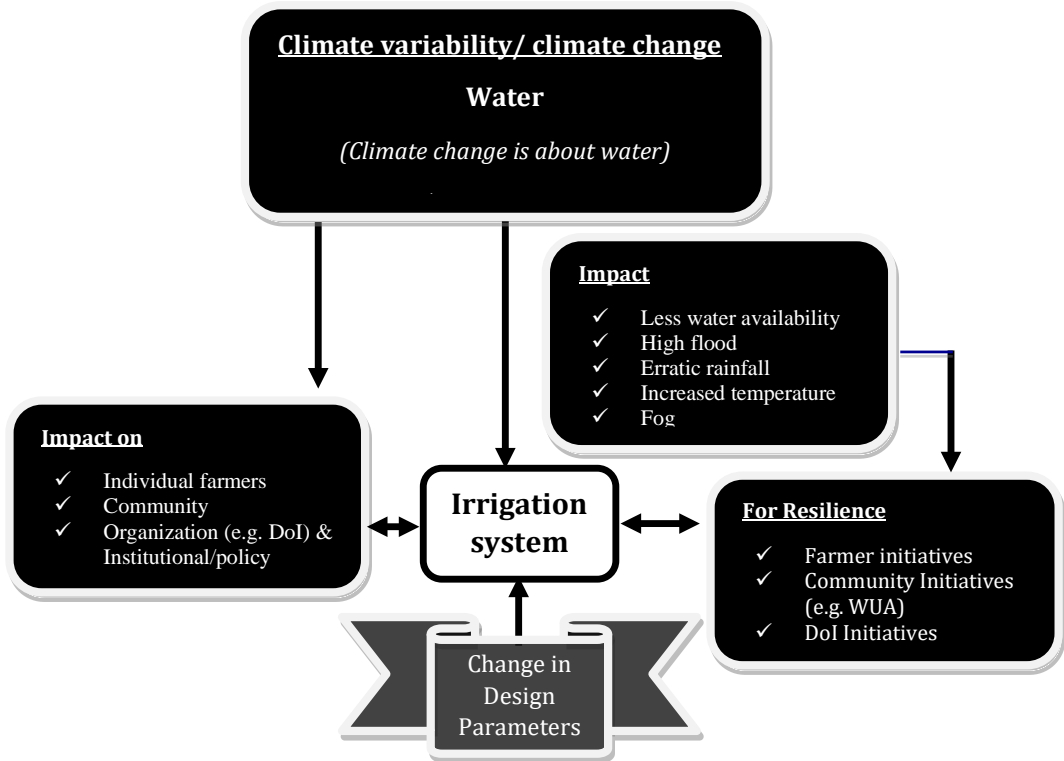 Climate variability/ climate change
Water
(Climate change is about water)
Impact
✓ Less water availability
✓ High flood
✓ Erratic rainfall
✓ Increased temperature
✓ Fog
Impact on
✓ Individual farmers
✓ Community
✓ Organization (e.g. DoI) &
Institutional/policy
Irrigation
system
For Resilience
✓ Farmer initiatives
✓ Community Initiatives
(e.g. WUA)
✓ DoI Initiatives
Change in
Design
Parameters